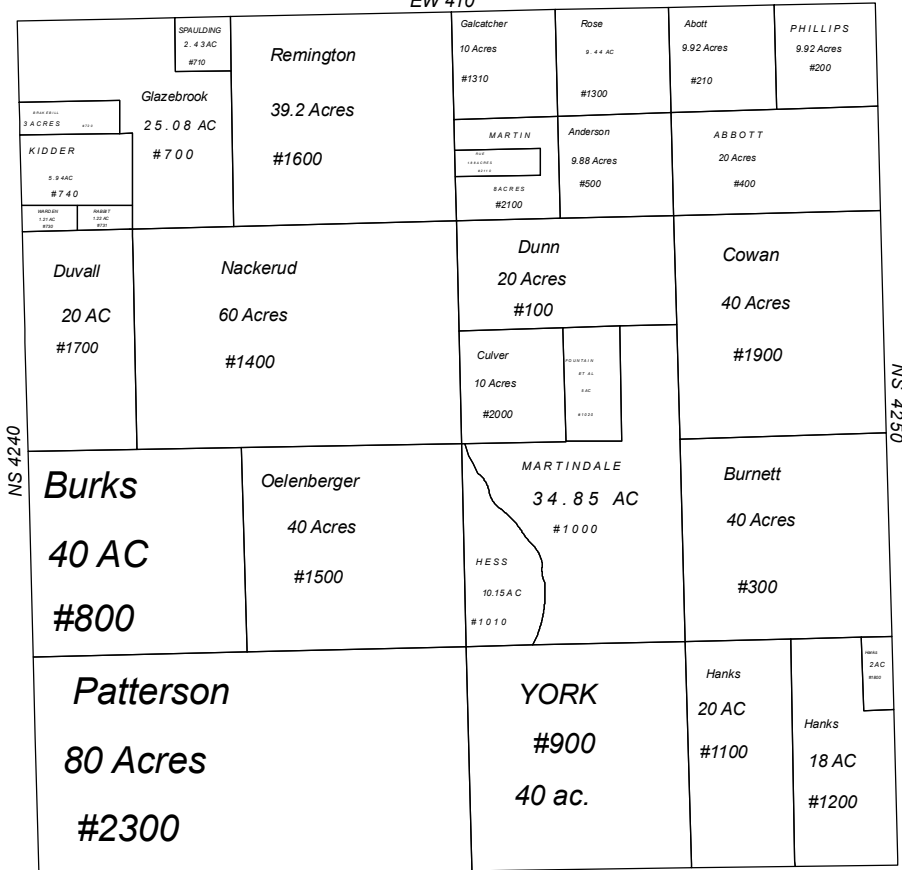 EW 410
SPAULDING
2.43AC
#710
Remington
39.2 Acres
#1600
Galcatcher
10 Acres
#1310
Rose
9.44 AC
#1300
Abott
9.92 Acres
#210
PHILLIPS
9.92 Acres
#200
Glazebrook
25.08 AC
#700
3 ACRES
KIDDER
5.94AC
#740
WARDEN
1.21 AC
#730
RABBIT
1.22 AC
#731
MARTIN
8ACRES
#2100
Anderson
9.88 Acres
#500
ABBOTT
20 Acres
#400
Duvall
20 AC
#1700
Nackerud
60 Acres
#1400
Dunn
20 Acres
#100
Cowan
40 Acres
#1900
Culver
10 Acres
#2000
FOUNTAIN
ET AL
5 AC
#1020
NS 4240
NS 4250
Burks
40 AC
#800
Oelenberger
40 Acres
#1500
MARTINDALE
34.85 AC
#1000
HESS
10.15 AC
#1010
Burnett
40 Acres
#300
Patterson
80 Acres
#2300
YORK
#900
40 ac.
Hanks
20 AC
#1100
Hanks
18 AC
#1200
Hanks
2 AC